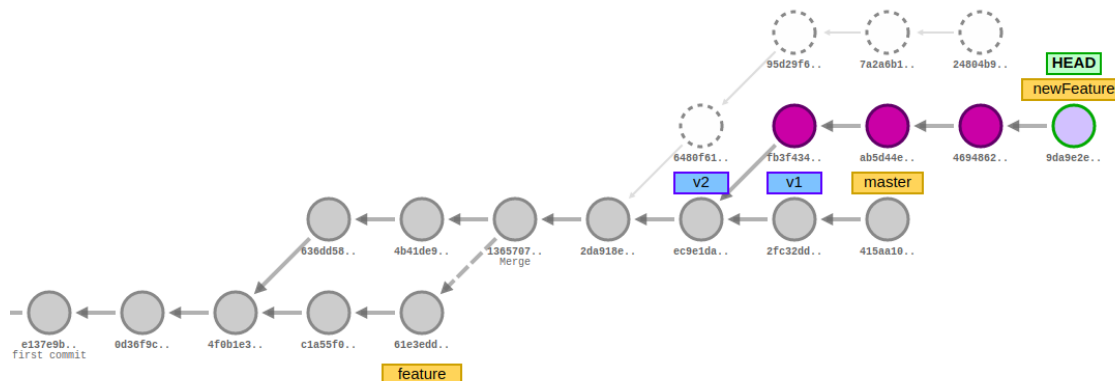 95d29f6..
7a2a6b1..
24804b9..
HEAD
newFeature
6480f61..
fb3f434..
ab5d44e..
4694862..
9da9e2e..
v2
v1
master
636dd58..
4b41de9..
1365707..
Merge
2da918e..
ec9e1da..
2fc32dd..
415aa10..
e137e9b..
first commit
0d36f9c..
4f0b1e3..
c1a55f0..
61e3edd..
feature